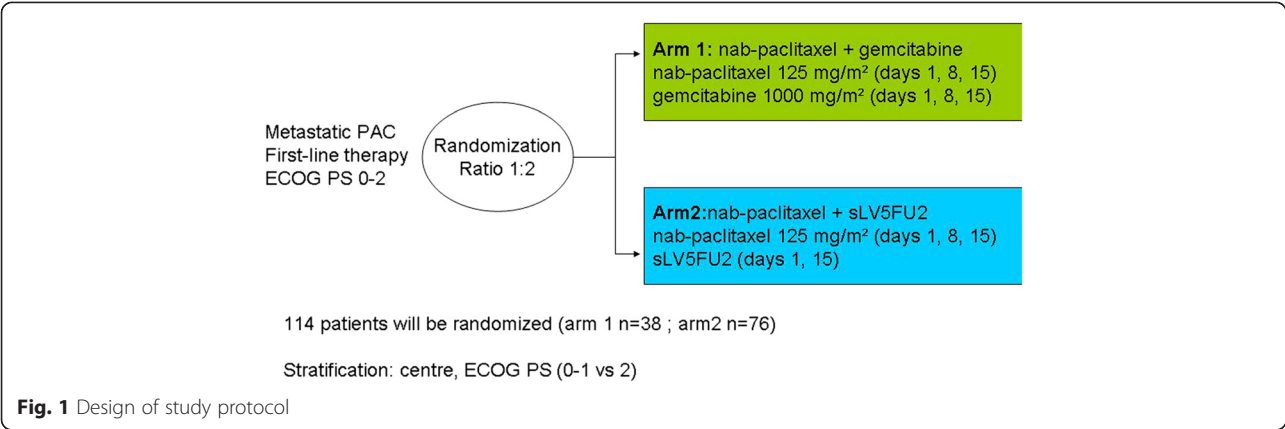 Metastatic PAC
First-line therapy
ECOG PS 0-2
Randomization
Ratio 1:2
Arm 1: nab-paclitaxel + gemcitabine
nab-paclitaxel 125 mg/m² (days 1, 8, 15)
gemcitabine 1000 mg/m² (days 1, 8, 15)
Arm2:nab-paclitaxel + sLV5FU2
nab-paclitaxel 125 mg/m² (days 1, 8, 15)
sLV5FU2 (days 1, 15)
114 patients will be randomized (arm 1 n=38 ; arm2 n=76)
Stratification: centre, ECOG PS (0-1 vs 2)
Fig. 1 Design of study protocol